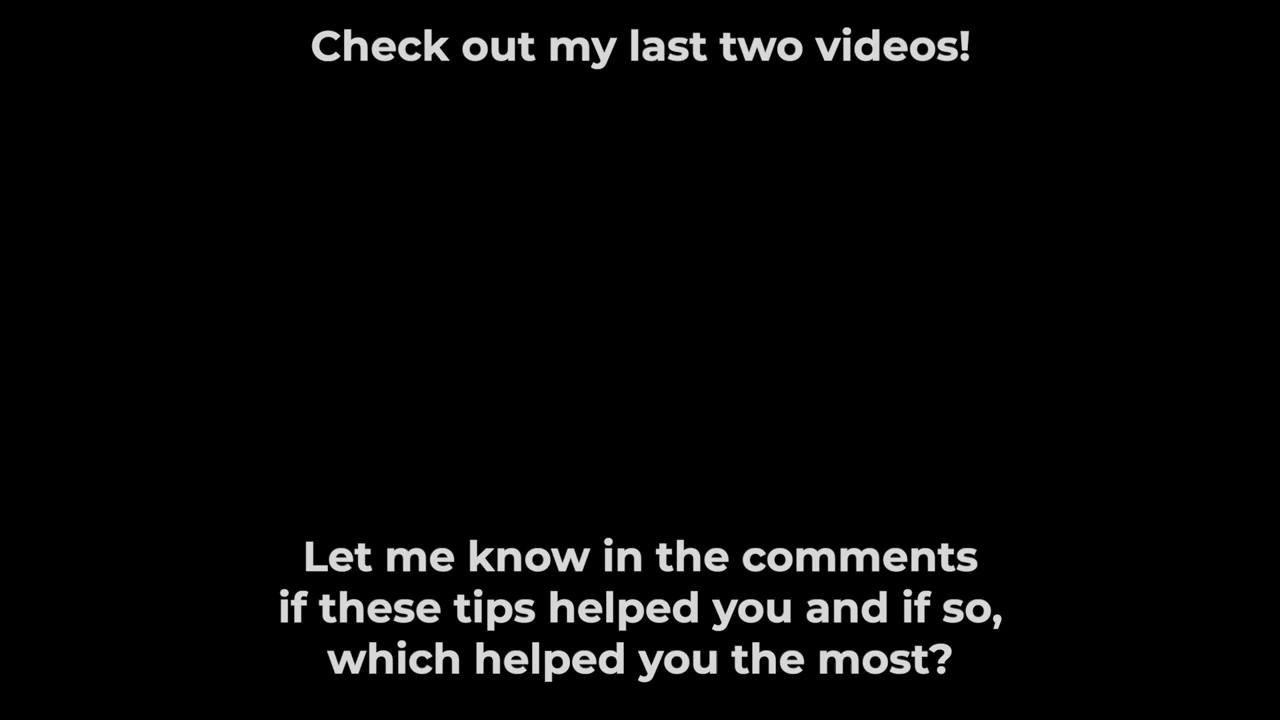 Check out my last two videos!
Let me know in the comments
if these tips helped you and if so,
which helped you the most?